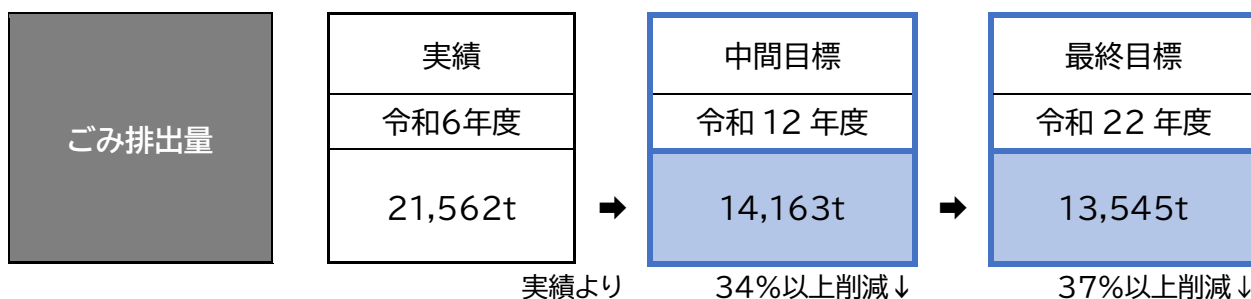 ごみ排出量
実績
令和6年度
21,562t
➡
中間目標
令和 12 年度
14,163t
➡
最終目標
令和 22 年度
13,545t
実績より
34%以上削減↓
37%以上削減↓